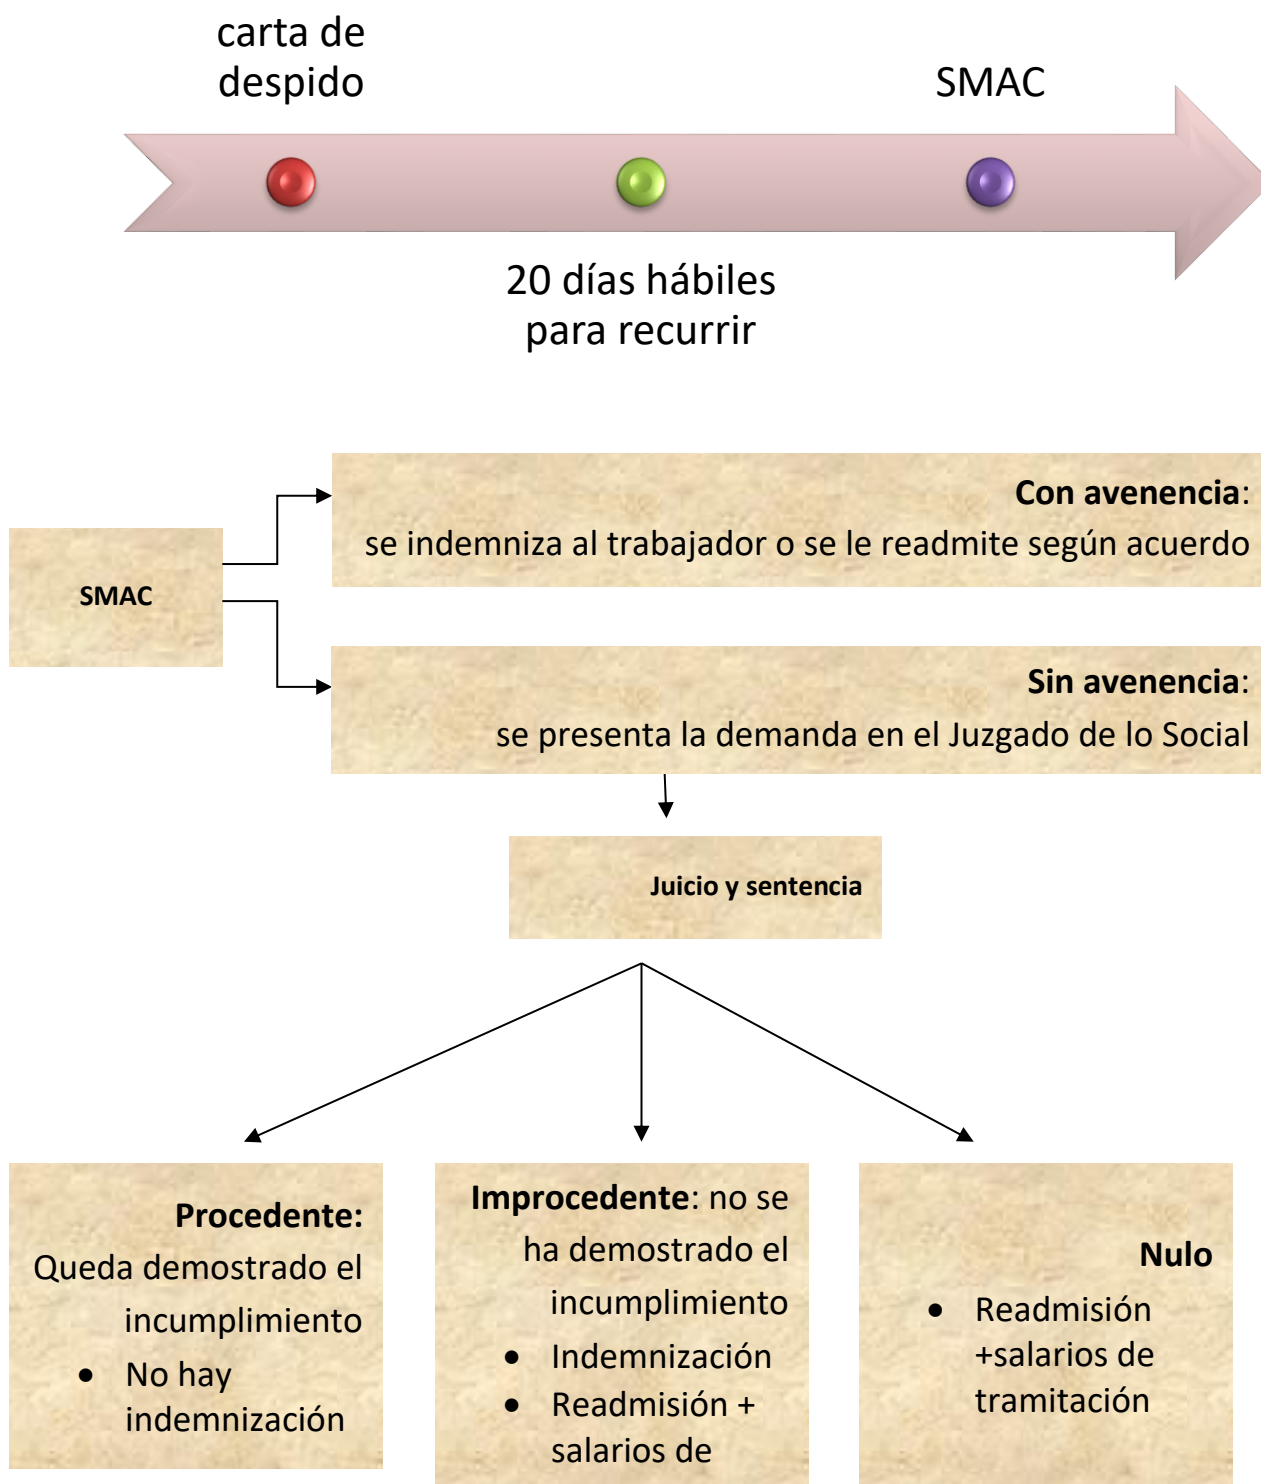 carta de
despido
SMAC
20 días hábiles
para recurrir
Con avenencia:
se indemniza al trabajador o se le readmite según acuerdo
SMAC
Sin avenencia:
se presenta la demanda en el Juzgado de lo Social
Juicio y sentencia
Procedente:
Queda demostrado el
incumplimiento
• No hay
indemnización
Improcedente: no se
ha demostrado el
incumplimiento
• Indemnización
• Readmisión +
salarios de
Nulo
• Readmisión
+salarios de
tramitación